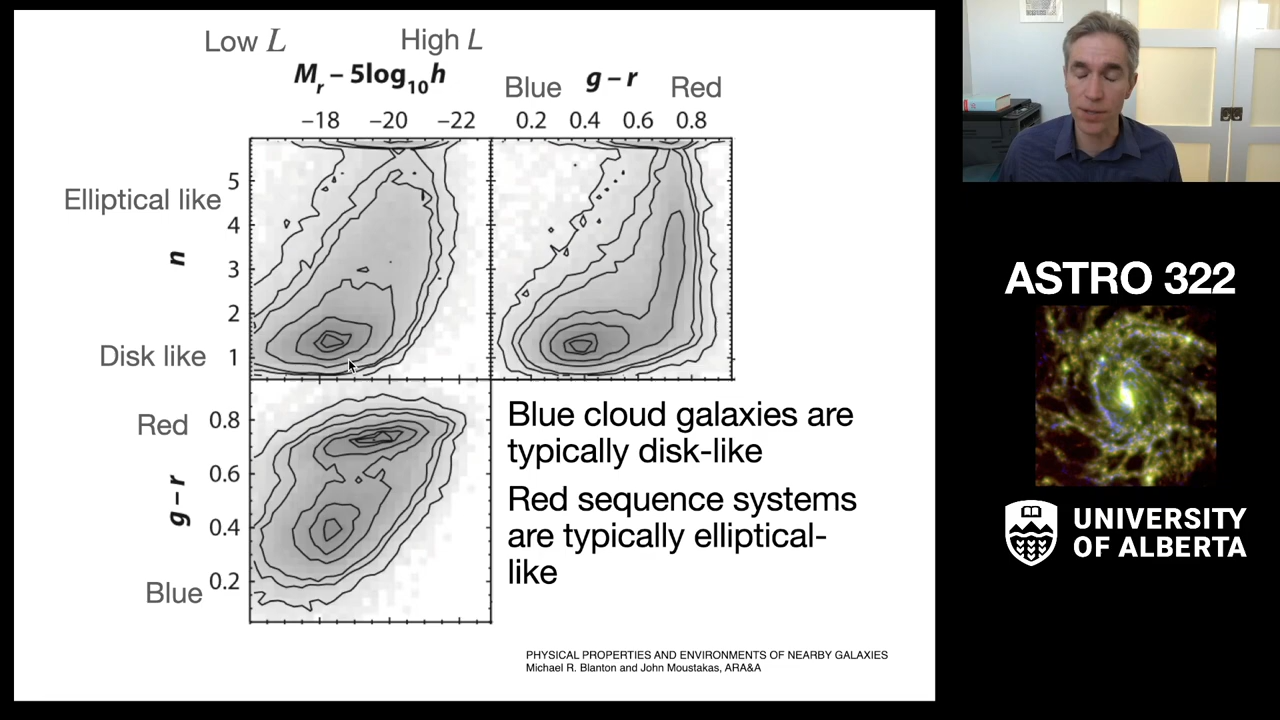 Low L High L
M_r – 5log_10 h
Blue g – r Red
–18 –20 –22
0.2 0.4 0.6 0.8
5
Elliptical like
4
n
3
2
Disk like 1
Red 0.8
0.6
g – r
0.4
Blue 0.2
Blue cloud galaxies are
typically disk-like
Red sequence systems
are typically elliptical-
like
PHYSICAL PROPERTIES AND ENVIRONMENTS OF NEARBY GALAXIES
Michael R. Blanton and John Moustakas, ARA&A
ASTRO 322
UNIVERSITY
OF ALBERTA